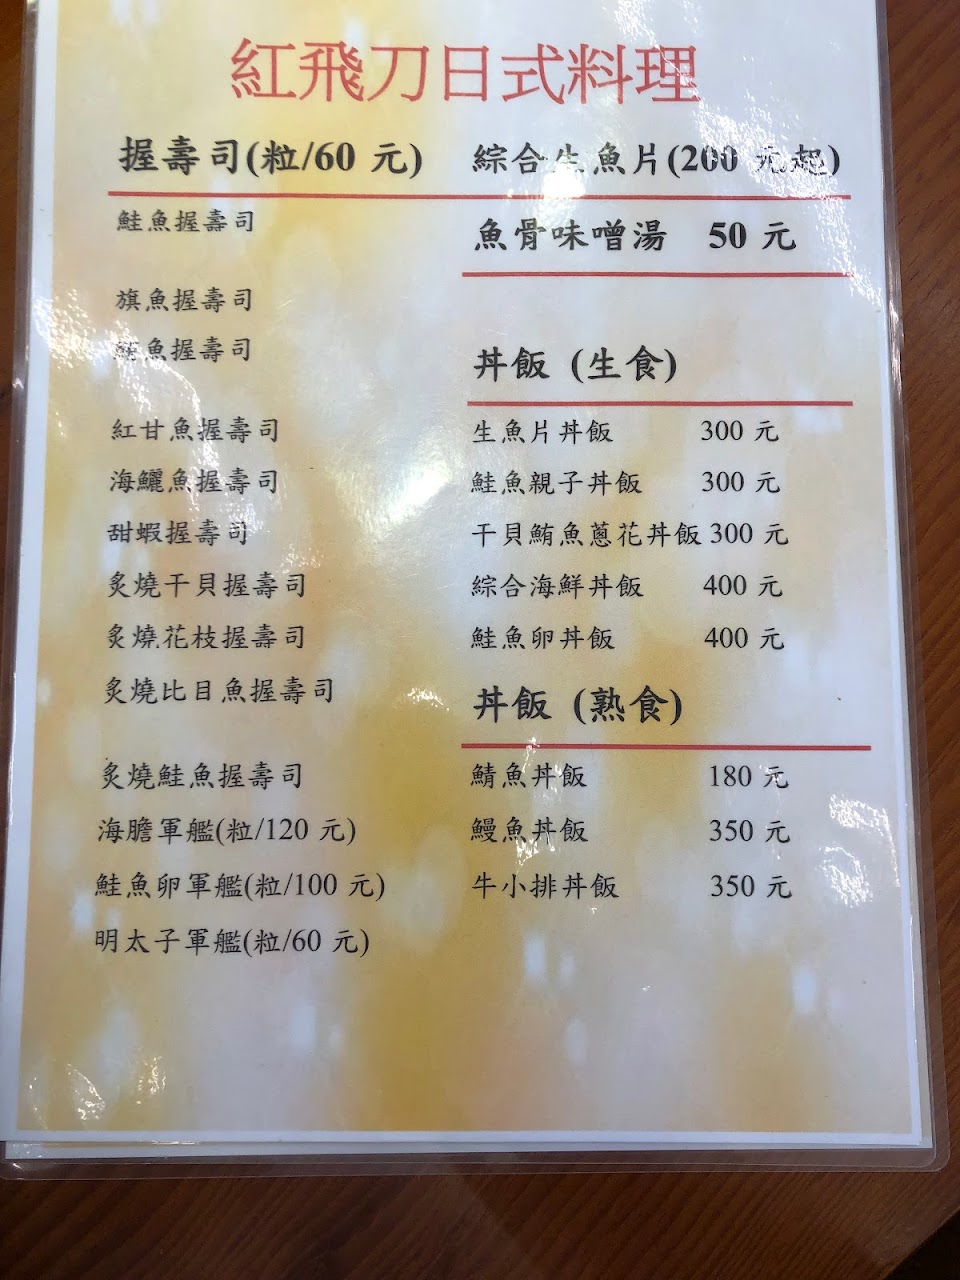 紅飛刀日式料理
握壽司(粒/60 元)
鮭魚握壽司
旗魚握壽司
魚握壽司
紅甘魚握壽司
海鱺魚握壽司
甜蝦握壽司
炙燒干貝握壽司
炙燒花枝握壽司
炙燒比目魚握壽司
炙燒鮭魚握壽司
海膽軍艦(粒/120 元)
鮭魚卵軍艦(粒/100 元)
明太子軍艦(粒/60 元)
綜合生魚片(200 元起)
魚骨味噌湯 50 元
丼飯 (生食)
生魚片丼飯 300 元
鮭魚親子丼飯 300 元
干貝鮪魚蔥花丼飯 300 元
綜合海鮮丼飯 400 元
鮭魚卵丼飯 400 元
丼飯 (熟食)
鯖魚丼飯 180 元
鰻魚丼飯 350 元
牛小排丼飯 350 元